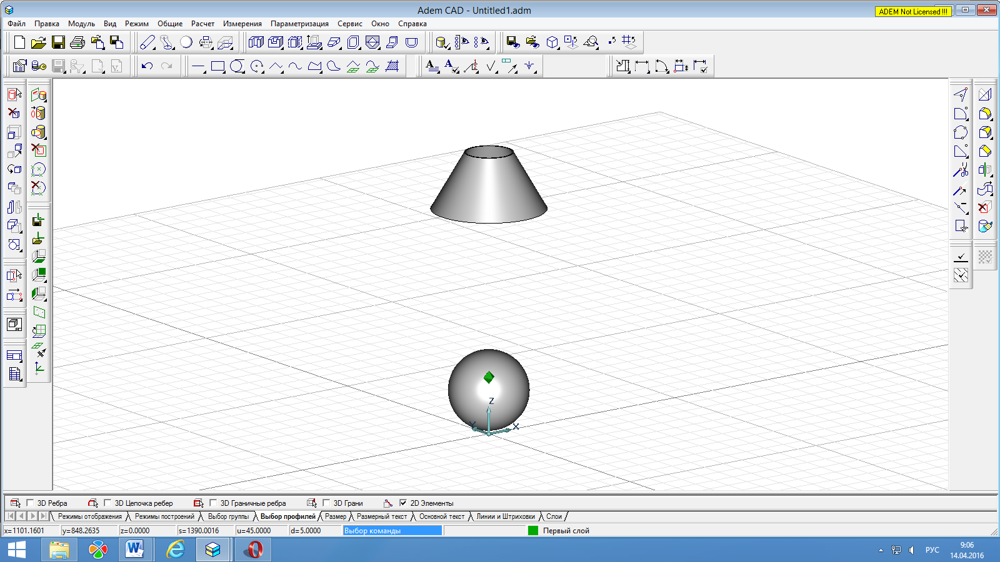 Adem CAD - Untitled1.adm
ADEM Not Licensed !!!
Файл Правка Модуль Вид Режим Общие Расчет Измерения Параметризация Сервис Окно Справка
Z
Y
X
3D Ребра 3D Цепочка ребер 3D Граничные ребра 3D Грани 2D Элементы
Режимы отображения Режимы построений Выбор группы Выбор профилей Размер Размерный текст Основной текст Линии и Штриховки Слои
x=1101.1601 y=848.2635 z=0.0000 s=1390.0016 u=45.0000 d=5.0000 Выбор команды Первый слой
РУС
9:06
14.04.2016